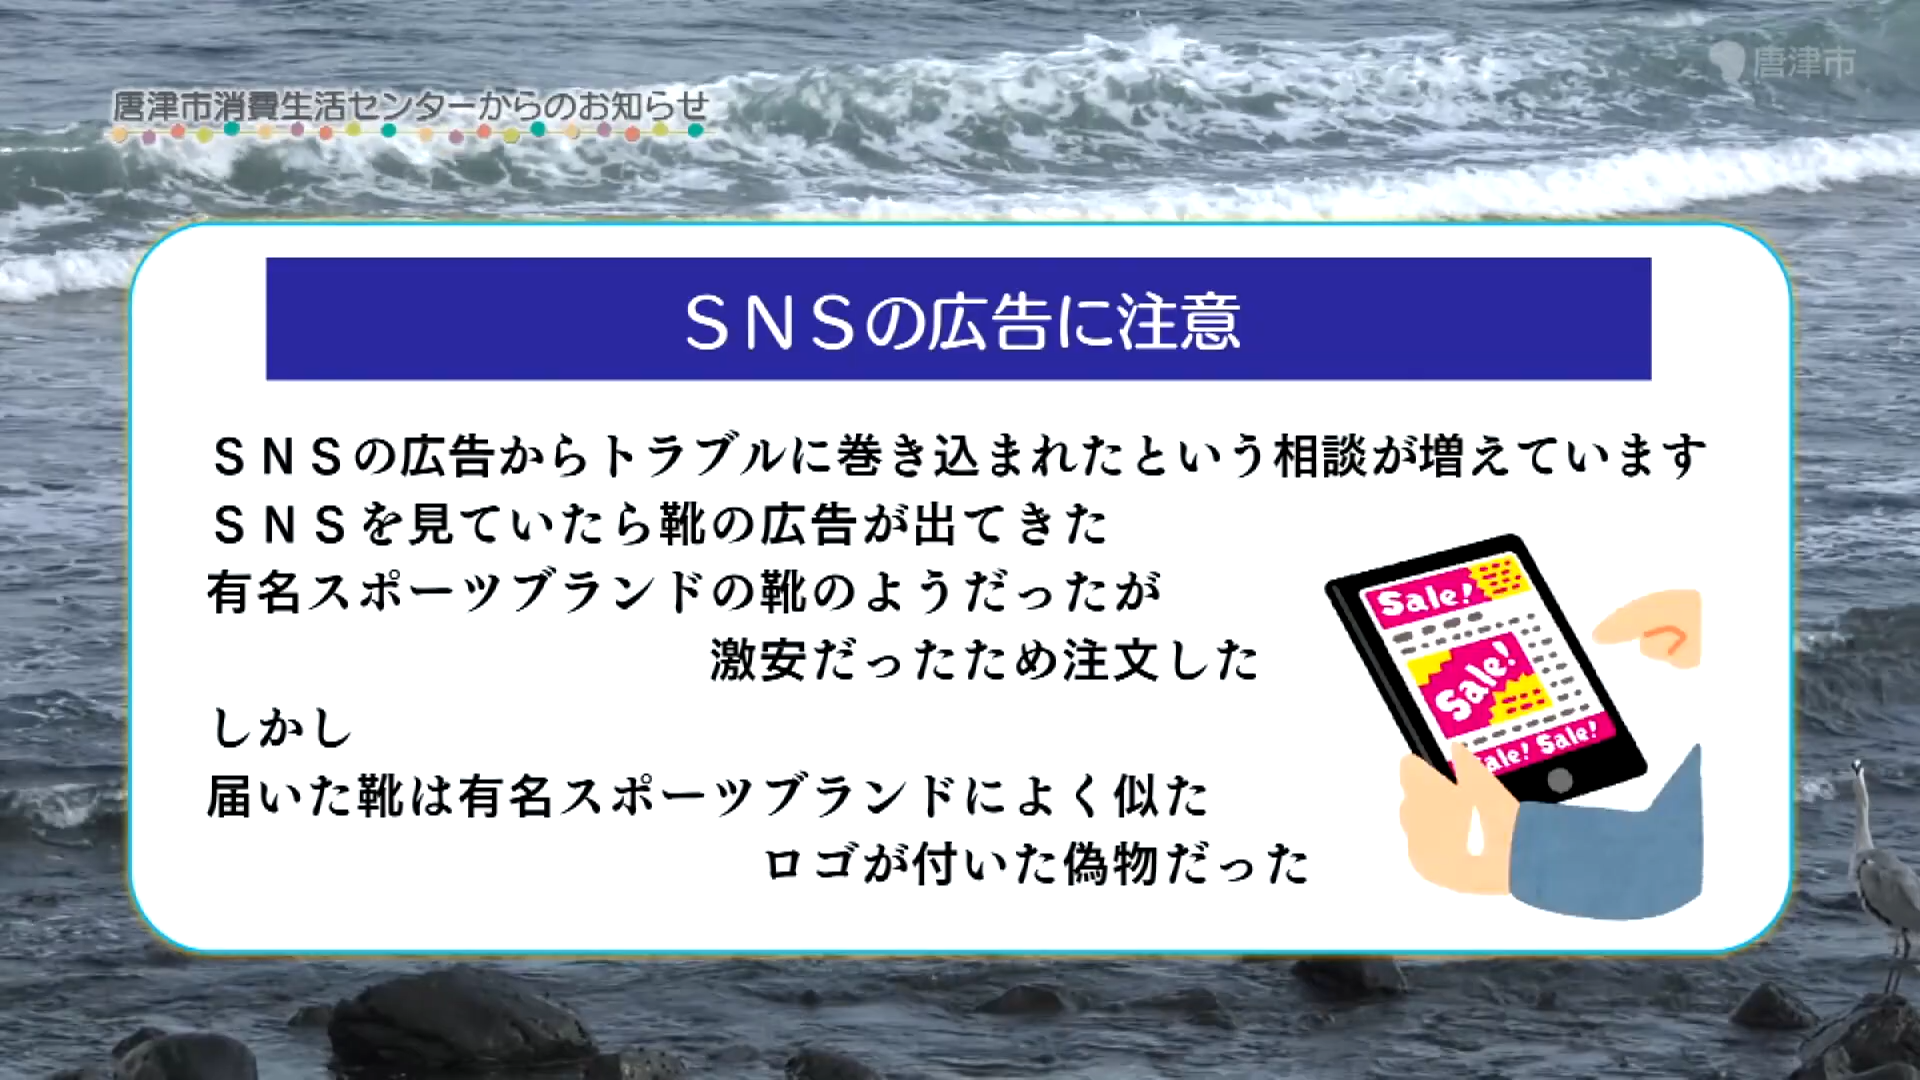 唐津市
唐津市消費生活センターからのお知らせ
ＳＮＳの広告に注意
ＳＮＳの広告からトラブルに巻き込まれたという相談が増えています
ＳＮＳを見ていたら靴の広告が出てきた
有名スポーツブランドの靴のようだったが
激安だったため注文した
しかし
届いた靴は有名スポーツブランドによく似た
ロゴが付いた偽物だった
Sale!
Sale!
ale! Sale!